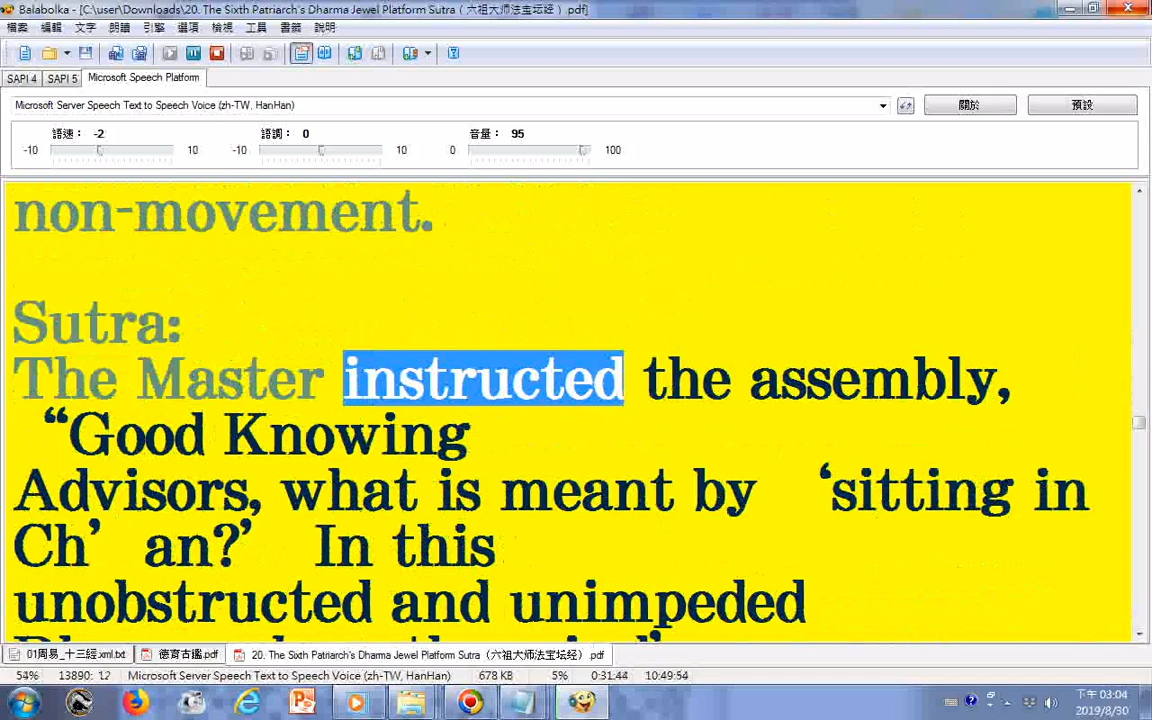 Balabolka - [C:\user\Downloads\20. The Sixth Patriarch's Dharma Jewel Platform Sutra（六祖大师法宝坛经）.pdf]
檔案 編輯 文字 朗讀 引擎 選項 檢視 工具 書籤 說明
SAPI 4 SAPI 5 Microsoft Speech Platform
Microsoft Server Speech Text to Speech Voice (zh-TW, HanHan) 關於 預設
語速： -2 語調： 0 音量： 95
-10 10 -10 10 0 100
non-movement.
Sutra:
The Master instructed the assembly,
“Good Knowing
Advisors, what is meant by ‘sitting in
Ch’ an?’ In this
unobstructed and unimpeded
01周易_十三經.xml.txt 德育古鑑.pdf 20. The Sixth Patriarch's Dharma Jewel Platform Sutra（六祖大师法宝坛经）.pdf
54% 13890: 12 Microsoft Server Speech Text to Speech Voice (zh-TW, HanHan) 678 KB 5% 0:31:44 10:49:54
下午 03:04
2019/8/30